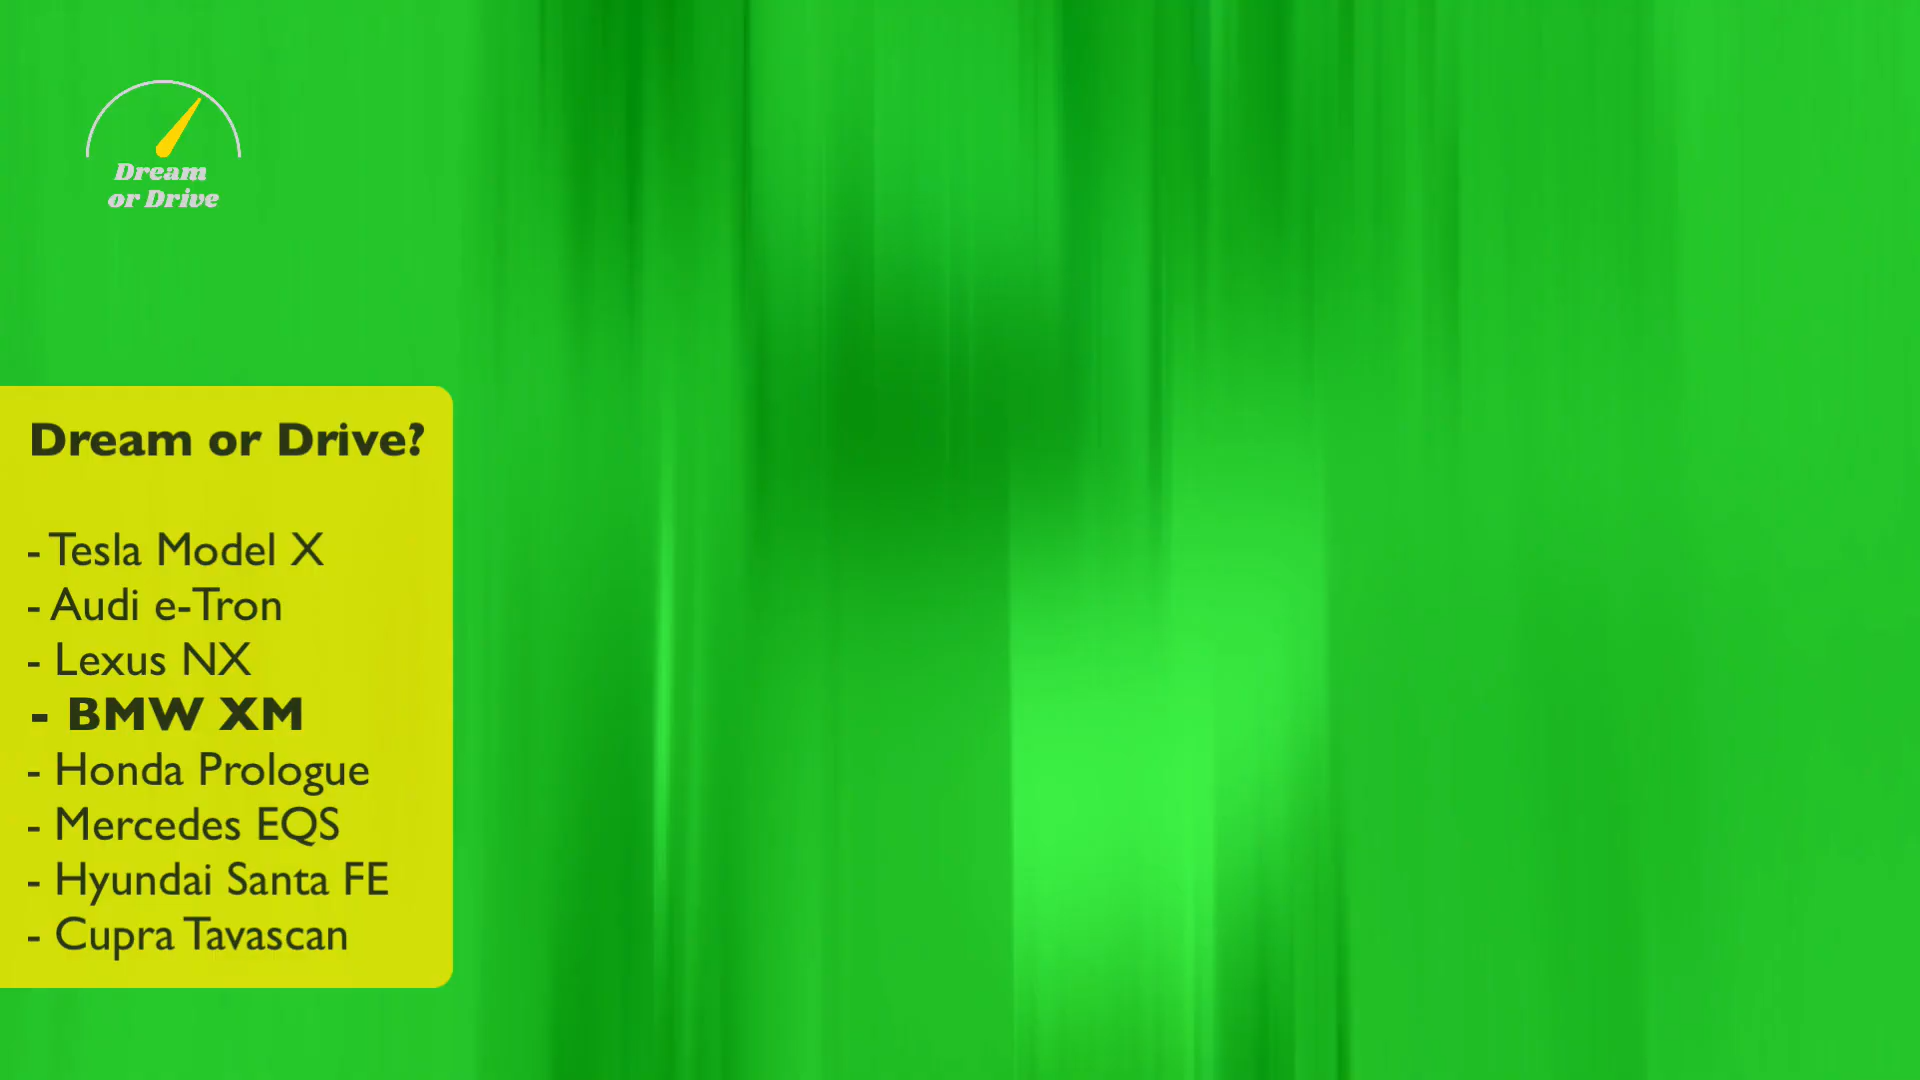 Dream
or Drive
Dream or Drive?
- Tesla Model X
- Audi e-Tron
- Lexus NX
- BMW XM
- Honda Prologue
- Mercedes EQS
- Hyundai Santa FE
- Cupra Tavascan